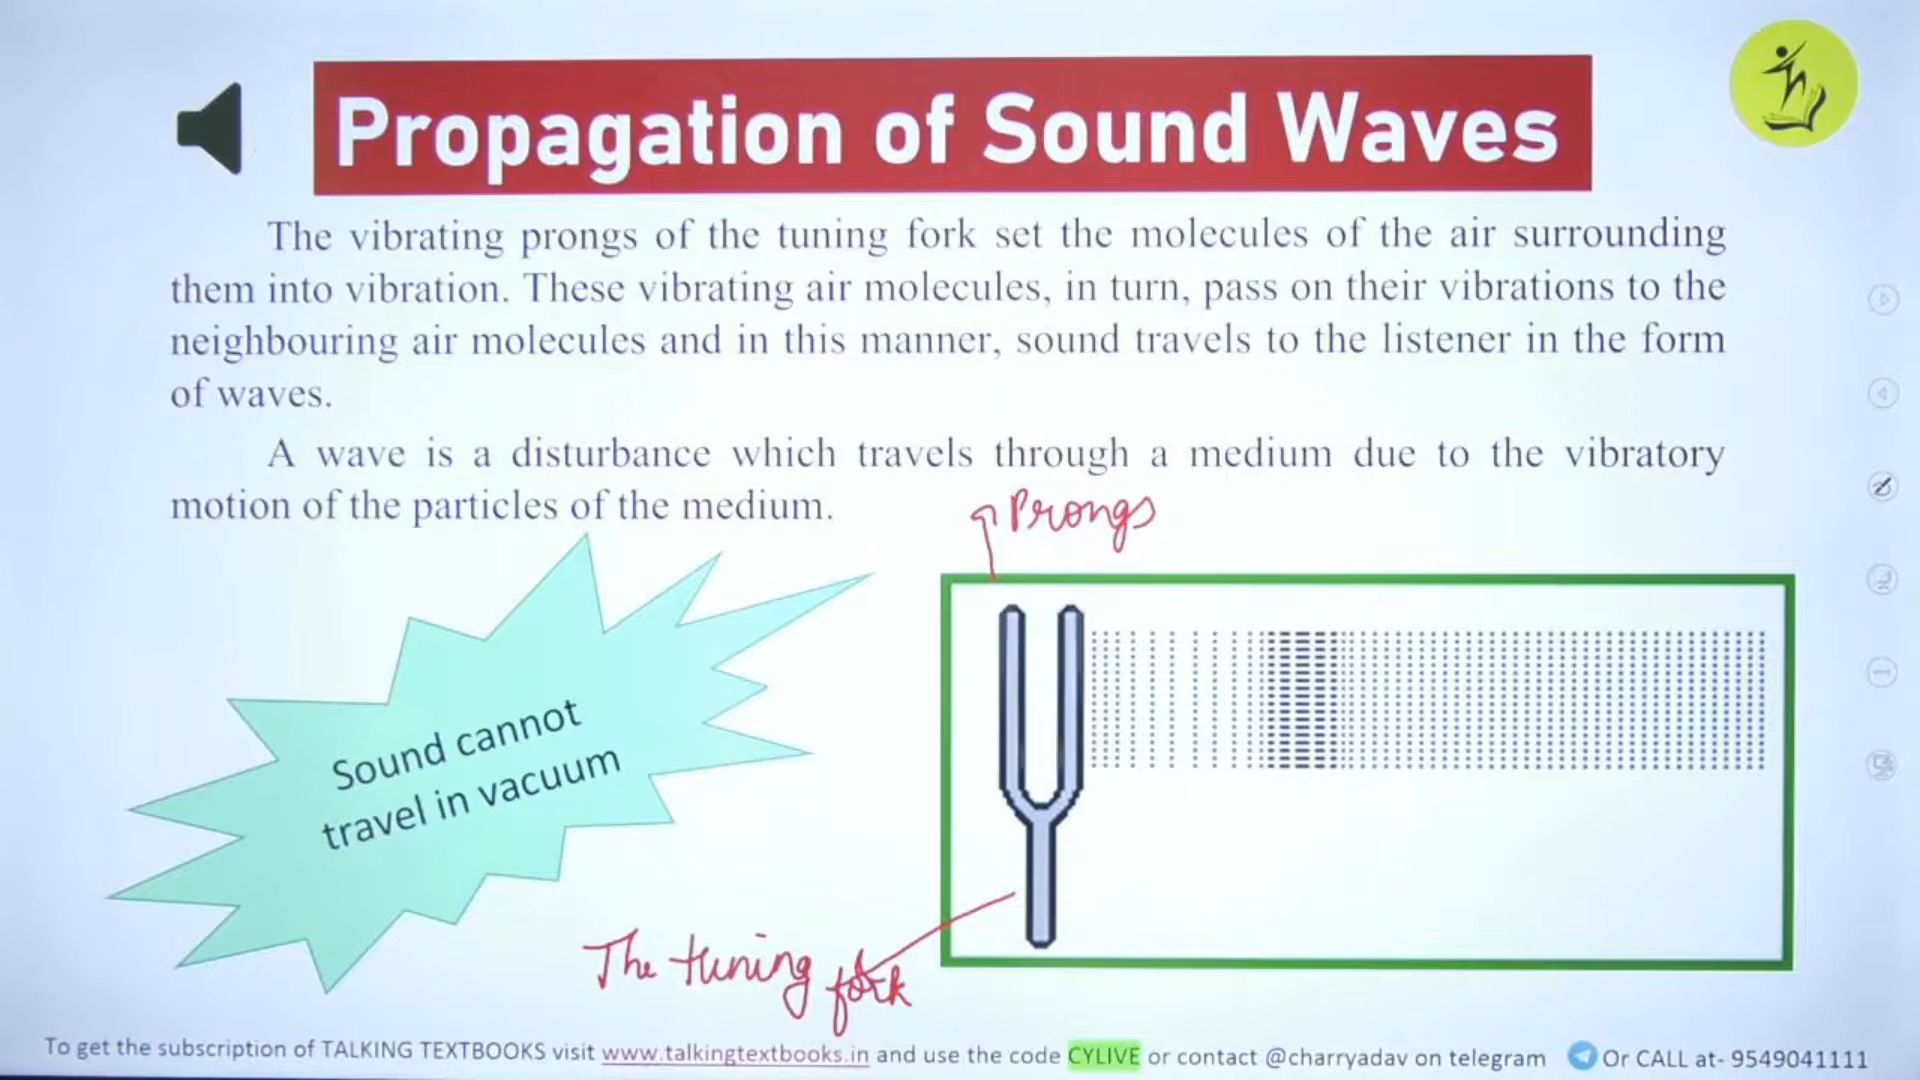 Propagation of Sound Waves
The vibrating prongs of the tuning fork set the molecules of the air surrounding
them into vibration. These vibrating air molecules, in turn, pass on their vibrations to the
neighbouring air molecules and in this manner, sound travels to the listener in the form
of waves.
A wave is a disturbance which travels through a medium due to the vibratory
motion of the particles of the medium.
Prongs
Sound cannot
travel in vacuum
The tuning fork
To get the subscription of TALKING TEXTBOOKS visit www.talkingtextbooks.in and use the code CYLIVE or contact @charryadav on telegram Or CALL at- 9549041111